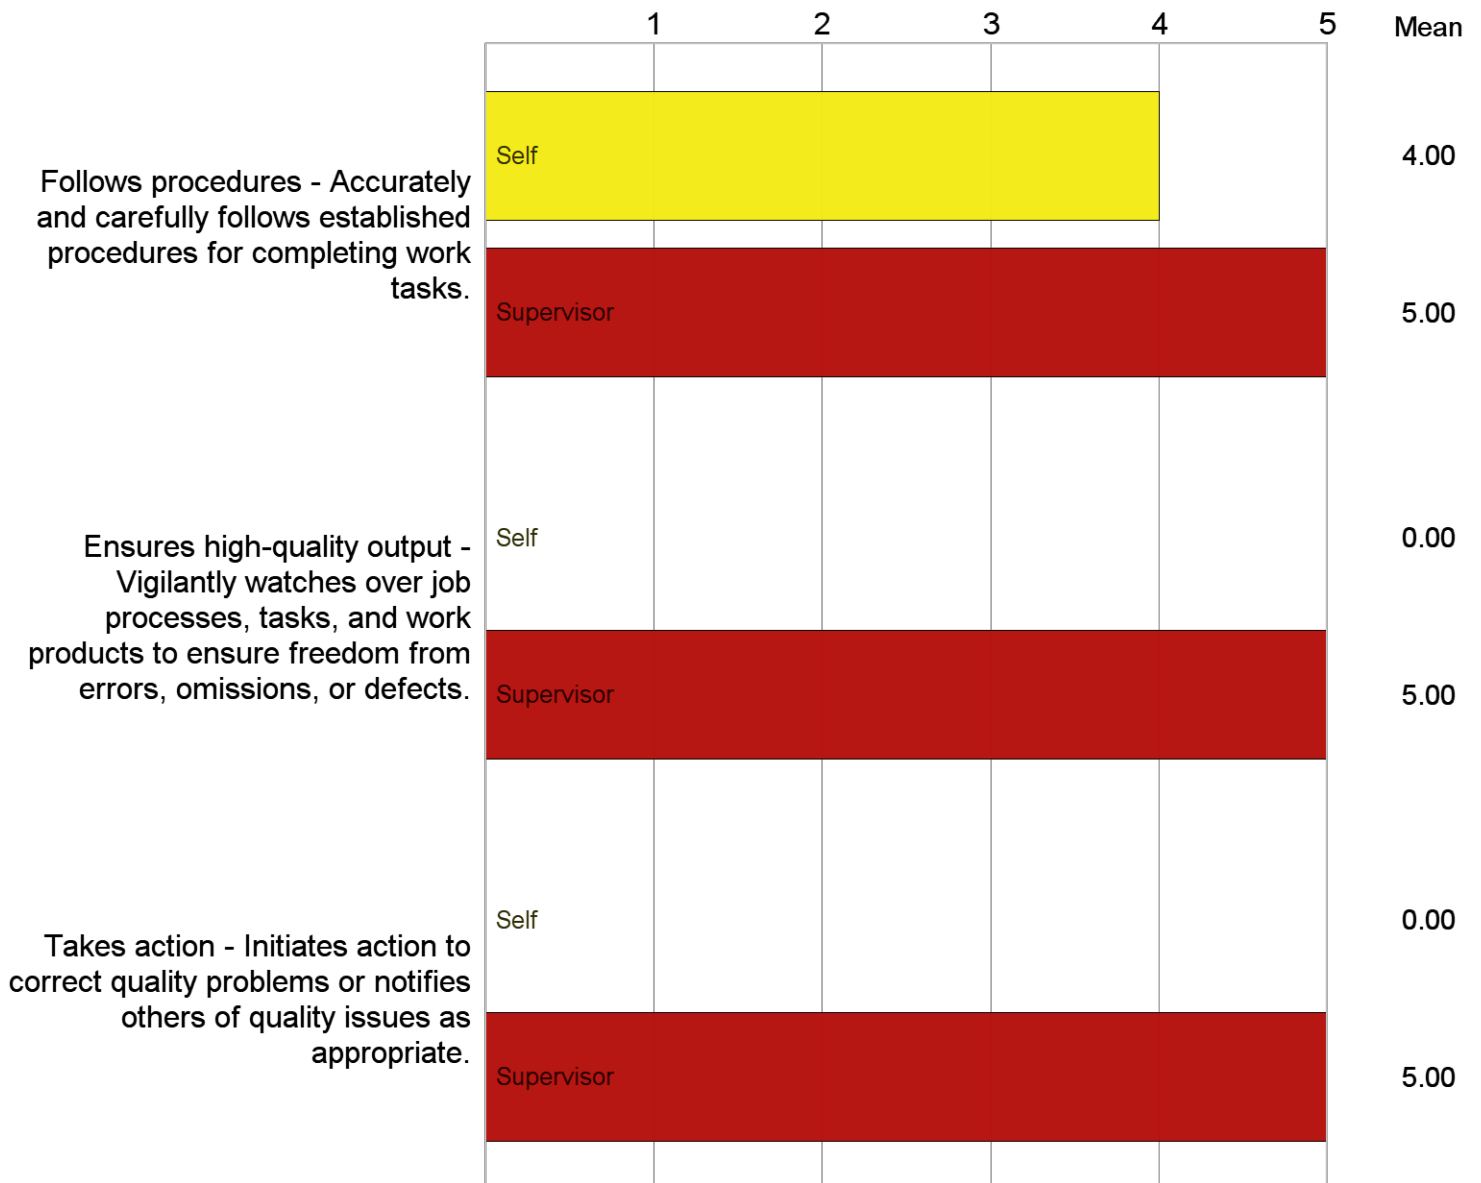 1 2 3 4 5 Mean
Self 4.00
Follows procedures - Accurately
and carefully follows established
procedures for completing work
tasks.
Supervisor 5.00
Self 0.00
Ensures high-quality output -
Vigilantly watches over job
processes, tasks, and work
products to ensure freedom from
errors, omissions, or defects.
Supervisor 5.00
Self 0.00
Takes action - Initiates action to
correct quality problems or notifies
others of quality issues as
appropriate.
Supervisor 5.00